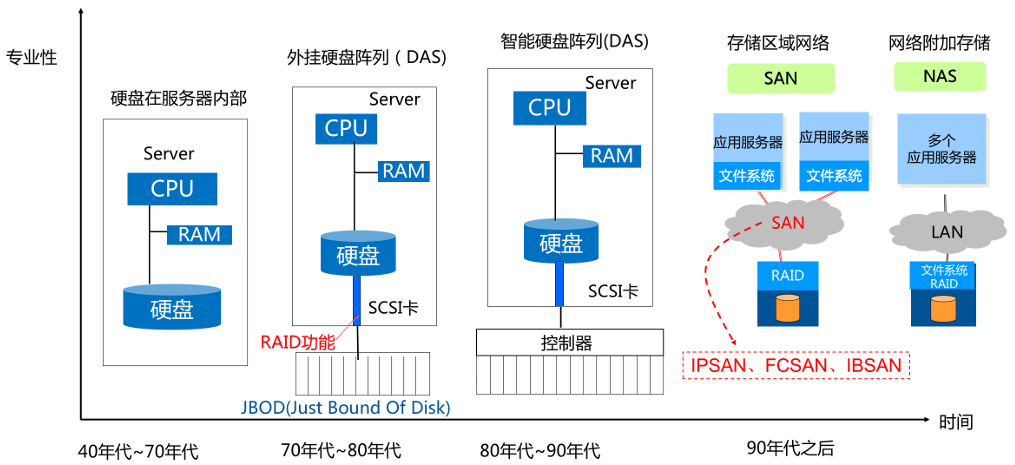 专业性
硬盘在服务器内部
Server
CPU
RAM
硬盘
外挂硬盘阵列（DAS)
Server
CPU
RAM
硬盘
SCSI卡
RAID功能
JBOD(Just Bound Of Disk)
智能硬盘阵列(DAS)
Server
CPU
RAM
硬盘
SCSI卡
控制器
存储区域网络
SAN
应用服务器
文件系统
应用服务器
文件系统
SAN
RAID
IPSAN、FCSAN、IBSAN
网络附加存储
NAS
多个
应用服务器
LAN
文件系统
RAID
时间
40年代~70年代
70年代~80年代
80年代~90年代
90年代之后